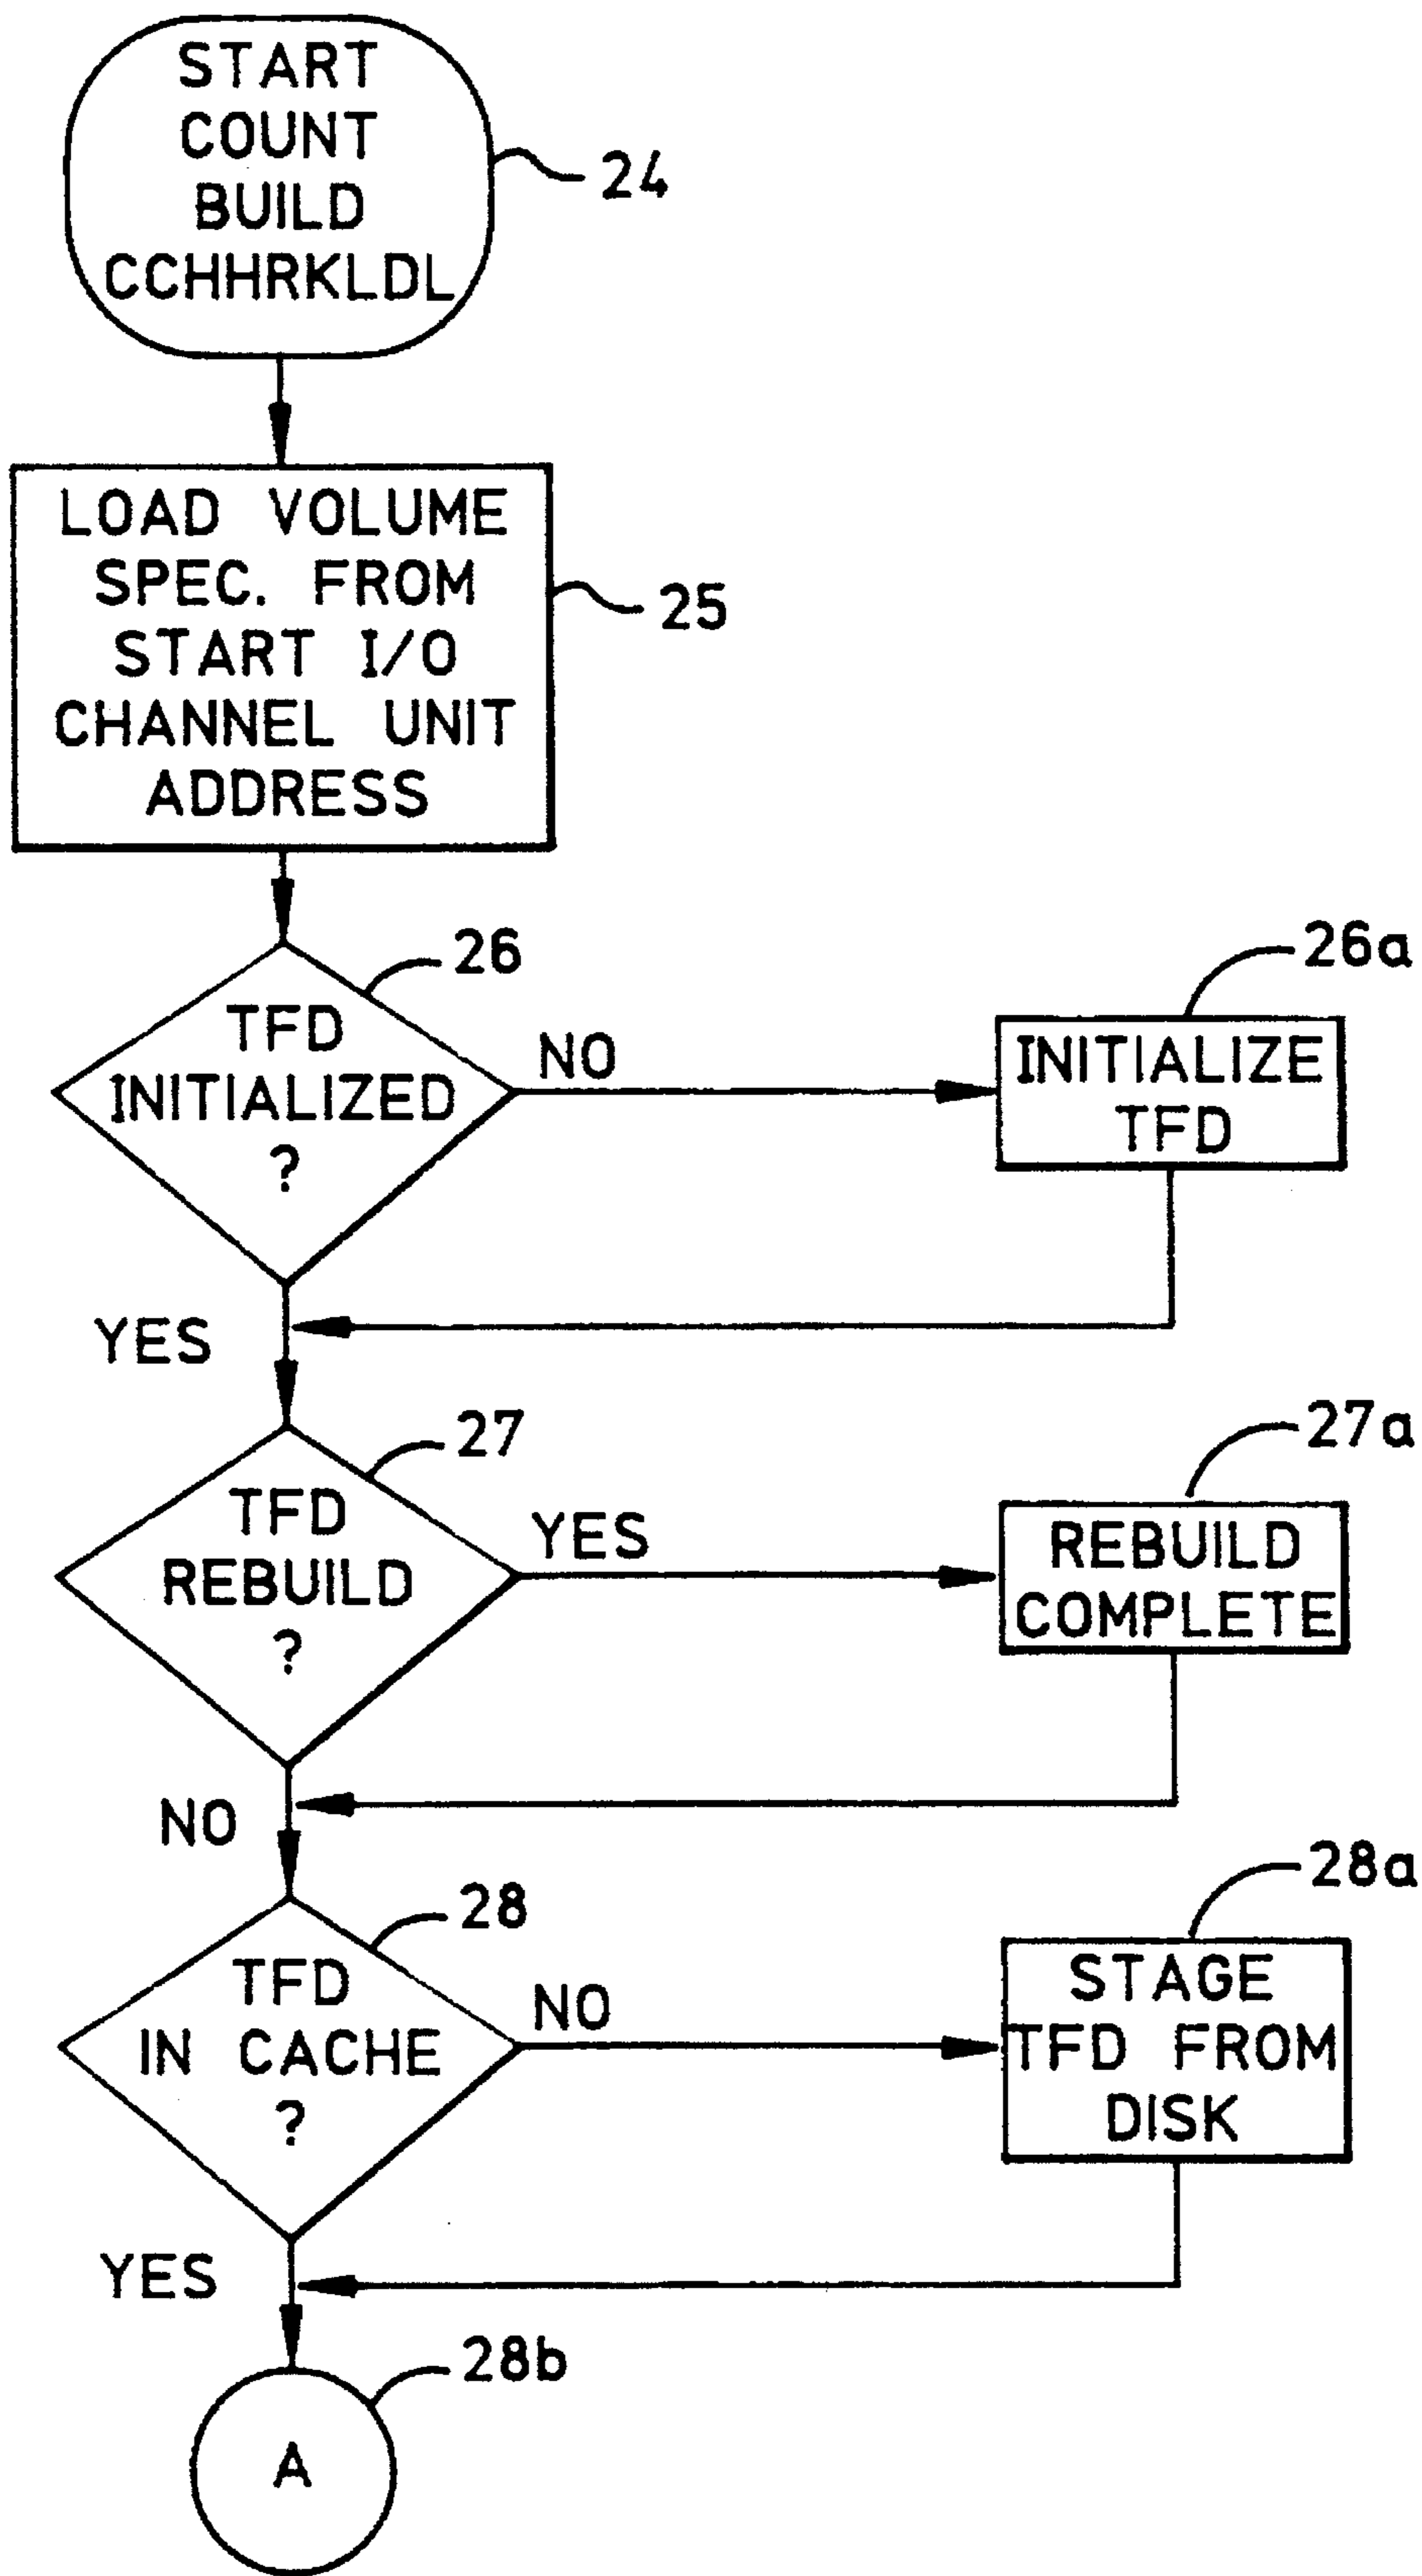 START
COUNT
BUILD
CCHHRKLDL
24
LOAD VOLUME
SPEC. FROM
START I/O
CHANNEL UNIT
ADDRESS
25
26
TFD
INITIALIZED
?
NO
26a
INITIALIZE
TFD
YES
27
TFD
REBUILD
?
YES
27a
REBUILD
COMPLETE
NO
28
TFD
IN CACHE
?
NO
28a
STAGE
TFD FROM
DISK
YES
28b
A